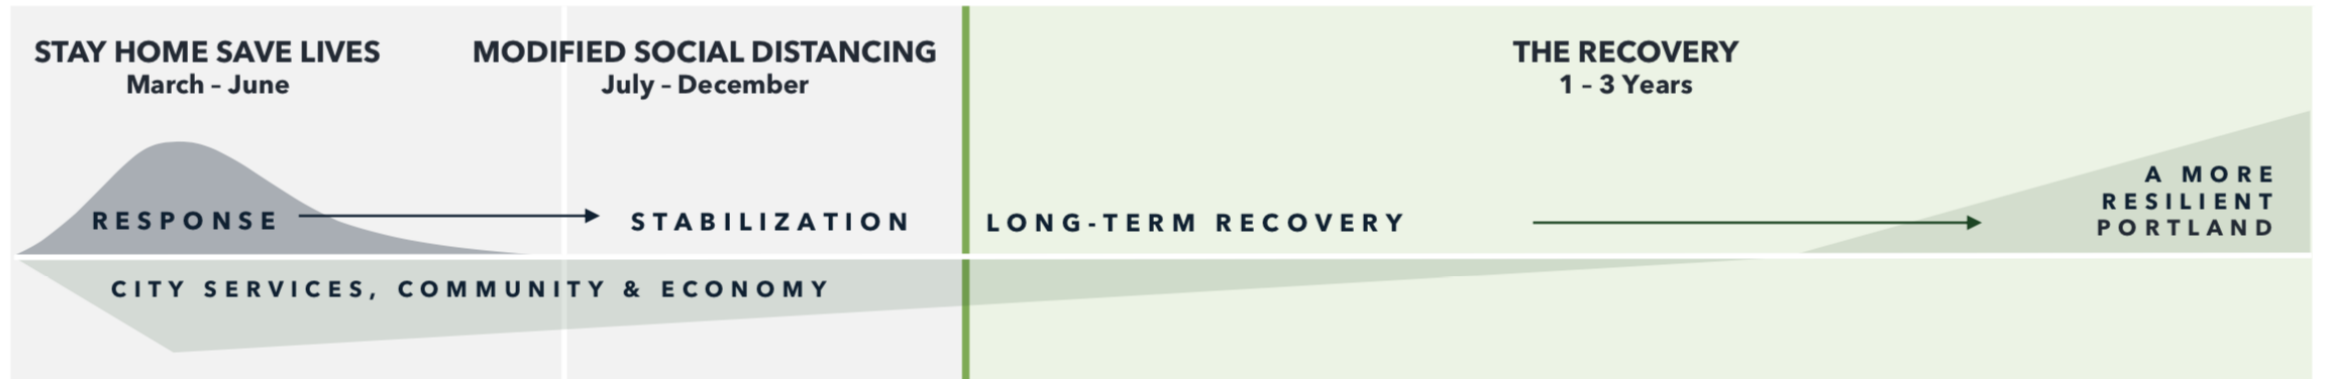 STAY HOME SAVE LIVES
March – June
MODIFIED SOCIAL DISTANCING
July – December
THE RECOVERY
1 – 3 Years
RESPONSE
STABILIZATION
LONG-TERM RECOVERY
A MORE
RESILIENT
PORTLAND
CITY SERVICES, COMMUNITY & ECONOMY